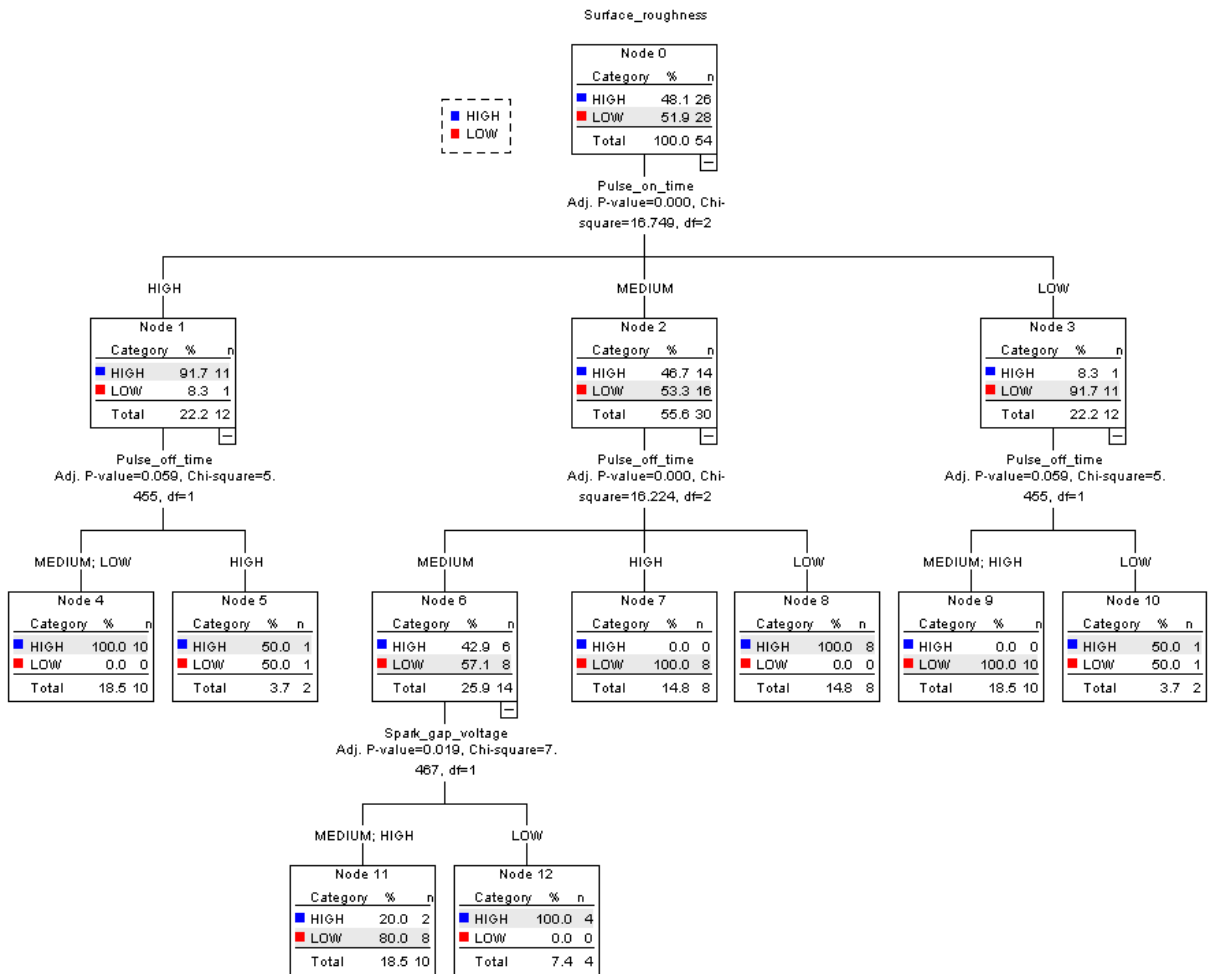 Surface_roughness
Node 0
Category % n
HIGH 48.1 26
LOW 51.9 28
Total 100.0 54
HIGH
LOW
Pulse_on_time
Adj. P-value=0.000, Chi-
square=16.749, df=2
HIGH
MEDIUM
LOW
Node 1
Category % n
HIGH 91.7 11
LOW 8.3 1
Total 22.2 12
Node 2
Category % n
HIGH 46.7 14
LOW 53.3 16
Total 55.6 30
Node 3
Category % n
HIGH 8.3 1
LOW 91.7 11
Total 22.2 12
Pulse_off_time
Adj. P-value=0.059, Chi-square=5.
455, df=1
Pulse_off_time
Adj. P-value=0.000, Chi-
square=16.224, df=2
Pulse_off_time
Adj. P-value=0.059, Chi-square=5.
455, df=1
MEDIUM; LOW
HIGH
MEDIUM
HIGH
LOW
MEDIUM; HIGH
LOW
Node 4
Category % n
HIGH 100.0 10
LOW 0.0 0
Total 18.5 10
Node 5
Category % n
HIGH 50.0 1
LOW 50.0 1
Total 3.7 2
Node 6
Category % n
HIGH 42.9 6
LOW 57.1 8
Total 25.9 14
Node 7
Category % n
HIGH 0.0 0
LOW 100.0 8
Total 14.8 8
Node 8
Category % n
HIGH 100.0 8
LOW 0.0 0
Total 14.8 8
Node 9
Category % n
HIGH 0.0 0
LOW 100.0 10
Total 18.5 10
Node 10
Category % n
HIGH 50.0 1
LOW 50.0 1
Total 3.7 2
Spark_gap_voltage
Adj. P-value=0.019, Chi-square=7.
467, df=1
MEDIUM; HIGH
LOW
Node 11
Category % n
HIGH 20.0 2
LOW 80.0 8
Total 18.5 10
Node 12
Category % n
HIGH 100.0 4
LOW 0.0 0
Total 7.4 4